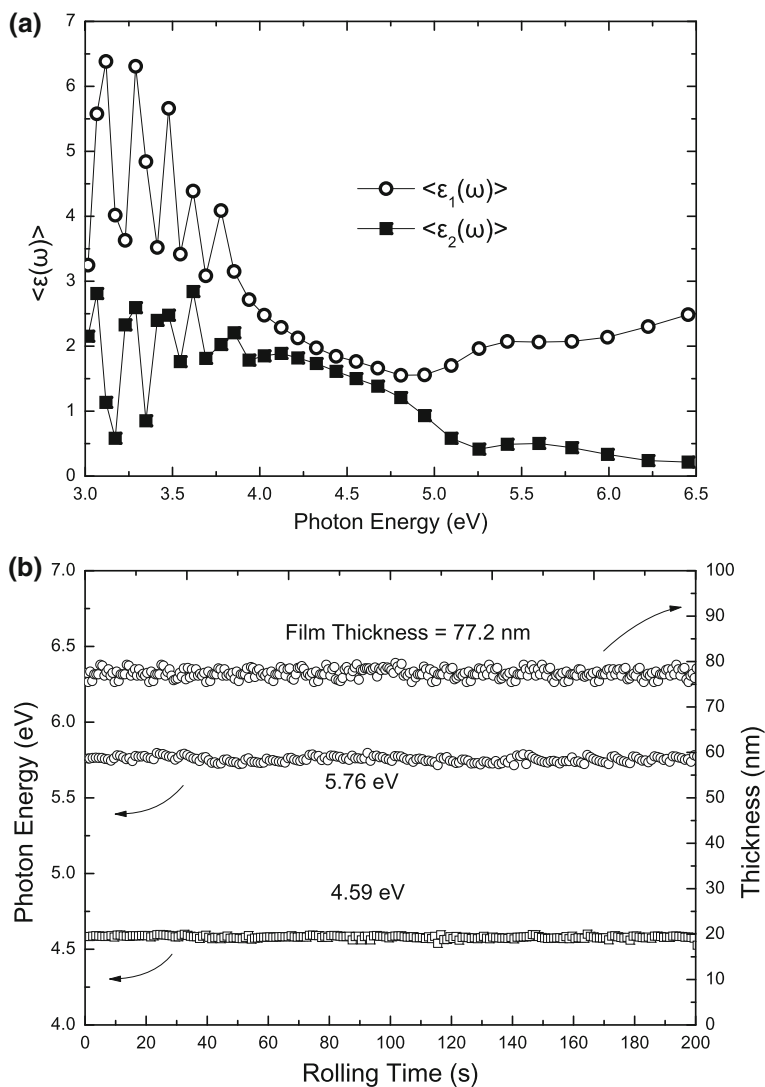 (a)
7
6
5
4
3
2
1
0
<ε(ω)>
<ε₁(ω)>
<ε₂(ω)>
3.0 3.5 4.0 4.5 5.0 5.5 6.0 6.5
Photon Energy (eV)
(b)
7.0
6.5
6.0
5.5
5.0
4.5
4.0
Photon Energy (eV)
Film Thickness = 77.2 nm
5.76 eV
4.59 eV
100
90
80
70
60
50
40
30
20
10
0
Thickness (nm)
0 20 40 60 80 100 120 140 160 180 200
Rolling Time (s)